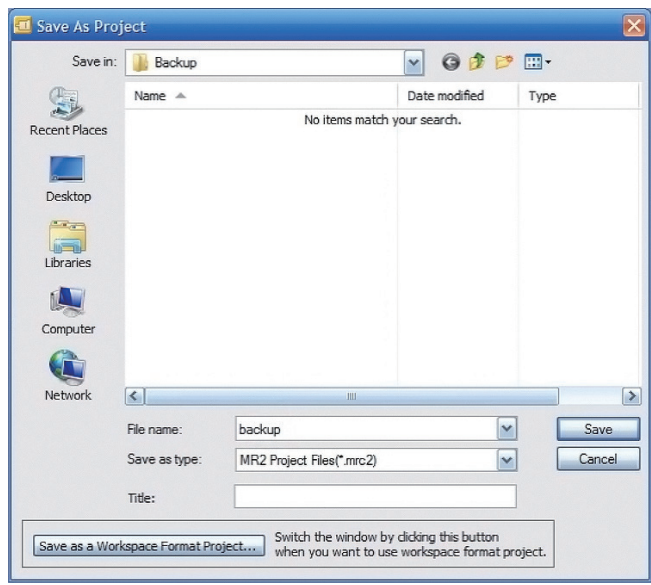 Save As Project
Save in:
Backup
Name
Date modified
Type
No items match your search.
Recent Places
Desktop
Libraries
Computer
Network
File name:
backup
Save
Save as type:
MR2 Project Files(*.mrc2)
Cancel
Title:
Save as a Workspace Format Project...
Switch the window by clicking this button
when you want to use workspace format project.